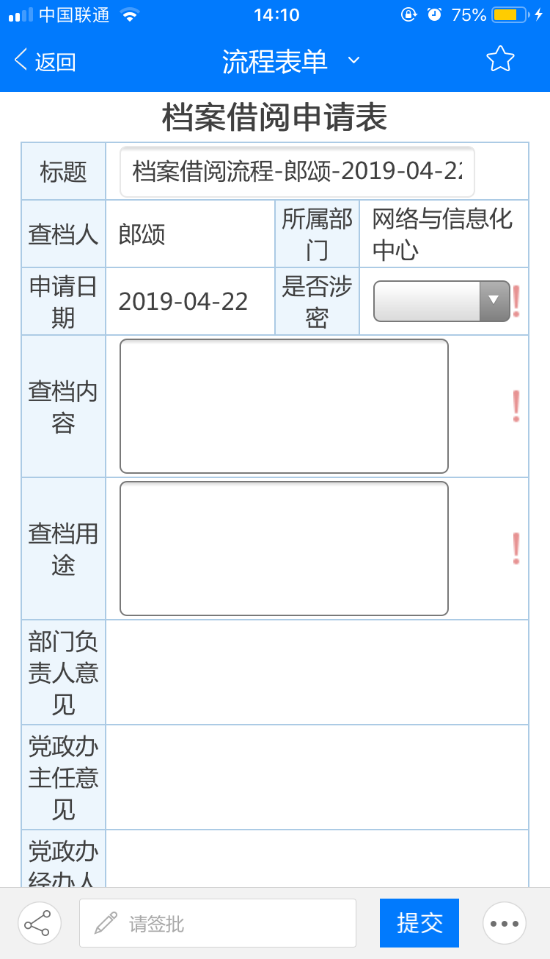 中国联通 14:10 75%
返回 流程表单
档案借阅申请表
标题 档案借阅流程-郎颂-2019-04-22
查档人 郎颂 所属部门 网络与信息化中心
申请日期 2019-04-22 是否涉密
查档内容
查档用途
部门负责人意见
党政办主任意见
党政办经办人
请签批 提交